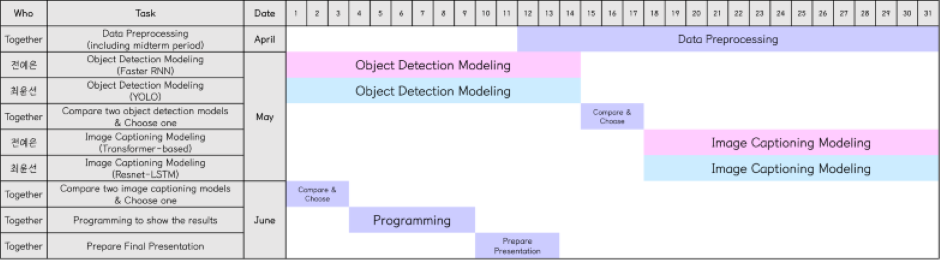 Who Task Date 1 2 3 4 5 6 7 8 9 10 11 12 13 14 15 16 17 18 19 20 21 22 23 24 25 26 27 28 29 30 31
Together Data Preprocessing April Data Preprocessing
(including midterm period)
전예은 Object Detection Modeling Object Detection Modeling
(Faster RNN)
최윤선 Object Detection Modeling Object Detection Modeling
(YOLO)
Together Compare two object detection models May Compare &
& Choose one Choose
전예은 Image Captioning Modeling Image Captioning Modeling
(Transformer-based)
최윤선 Image Captioning Modeling Image Captioning Modeling
(Resnet-LSTM)
Together Compare two image captioning models Compare &
& Choose one Choose
Together Programming to show the results June Programming
Together Prepare Final Presentation Prepare
Presentation